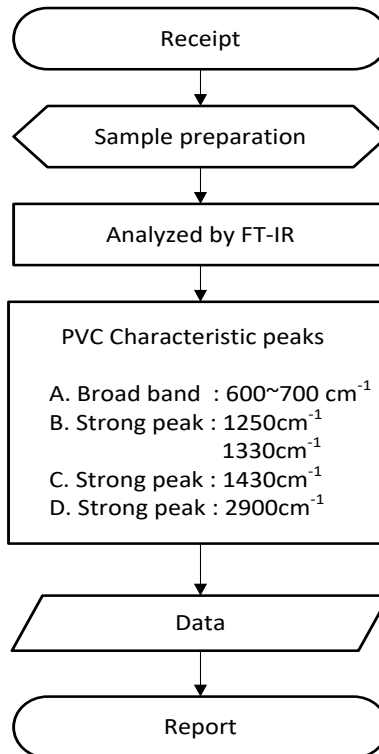 Receipt
Sample preparation
Analyzed by FT-IR
PVC Characteristic peaks
A. Broad band : 600~700 cm⁻¹
B. Strong peak : 1250cm⁻¹
1330cm⁻¹
C. Strong peak : 1430cm⁻¹
D. Strong peak : 2900cm⁻¹
Data
Report